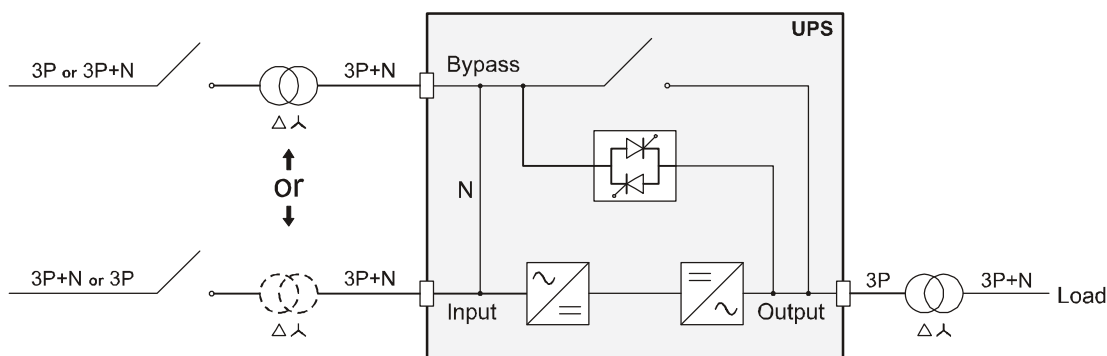 UPS
3P or 3P+N
3P+N
Bypass
or
N
3P+N or 3P
3P+N
Input
Output
3P
3P+N
Load